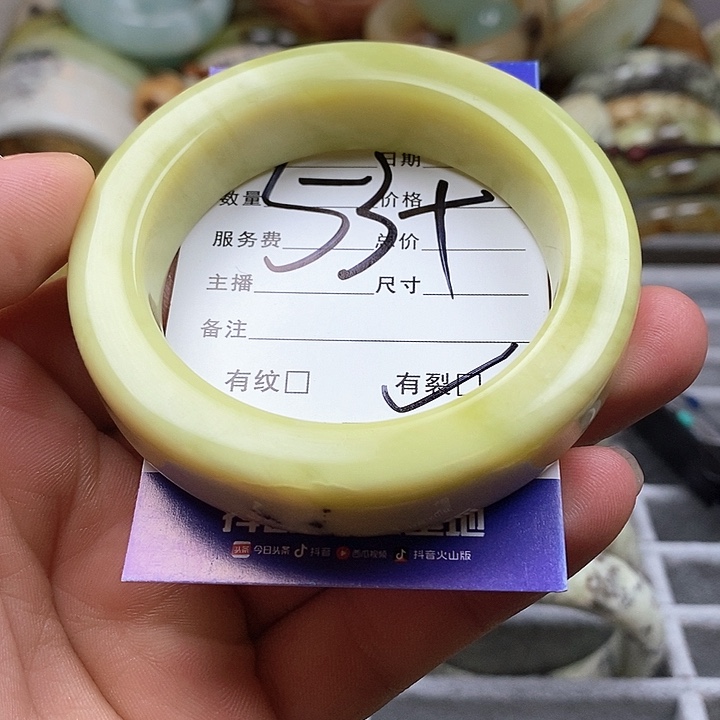 日期
数量 价格
53+
服务费 总价
主播 尺寸
备注
有纹□ 有裂□
今日头条 抖音 西瓜视频 抖音火山版